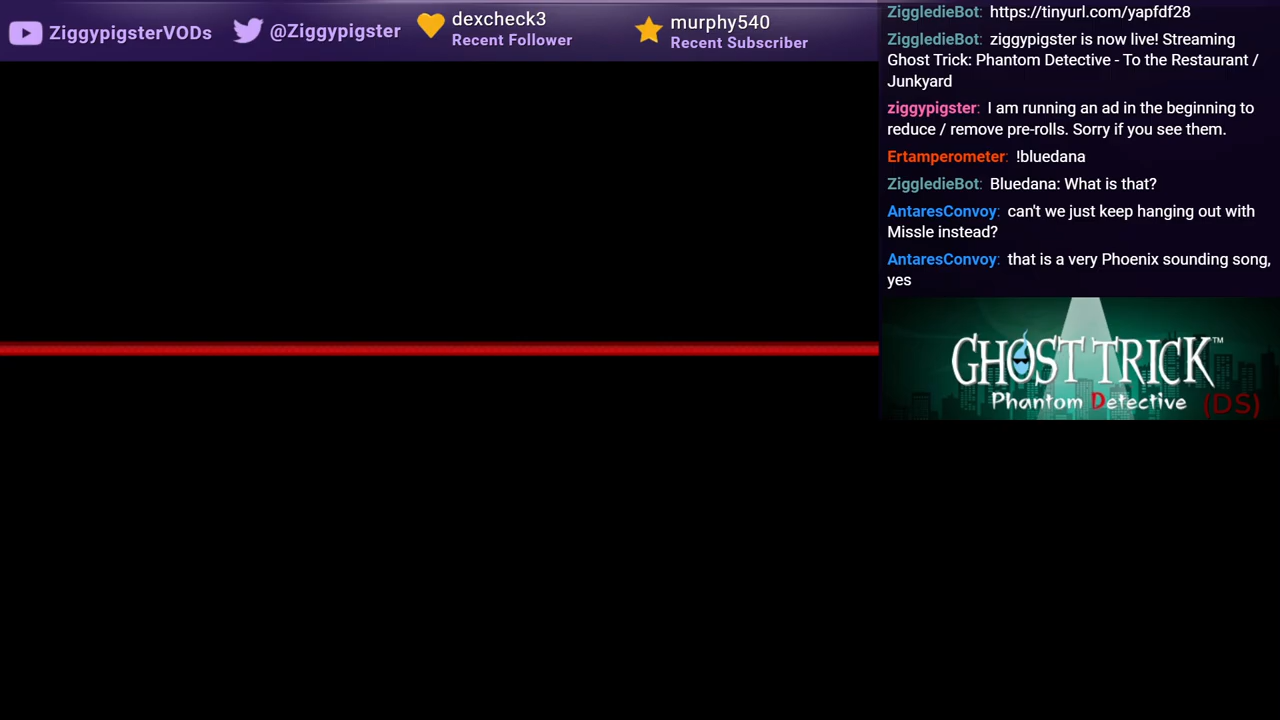 ZiggypigsterVODs
@Ziggypigster
dexcheck3
Recent Follower
murphy540
Recent Subscriber
ZiggledieBot: https://tinyurl.com/yapfdf28
ZiggledieBot: ziggypigster is now live! Streaming
Ghost Trick: Phantom Detective - To the Restaurant /
Junkyard
ziggypigster: I am running an ad in the beginning to
reduce / remove pre-rolls. Sorry if you see them.
Ertamperometer: !bluedana
ZiggledieBot: Bluedana: What is that?
AntaresConvoy: can't we just keep hanging out with
Missle instead?
AntaresConvoy: that is a very Phoenix sounding song,
yes
GHOST TRICK™
Phantom Detective (DS)